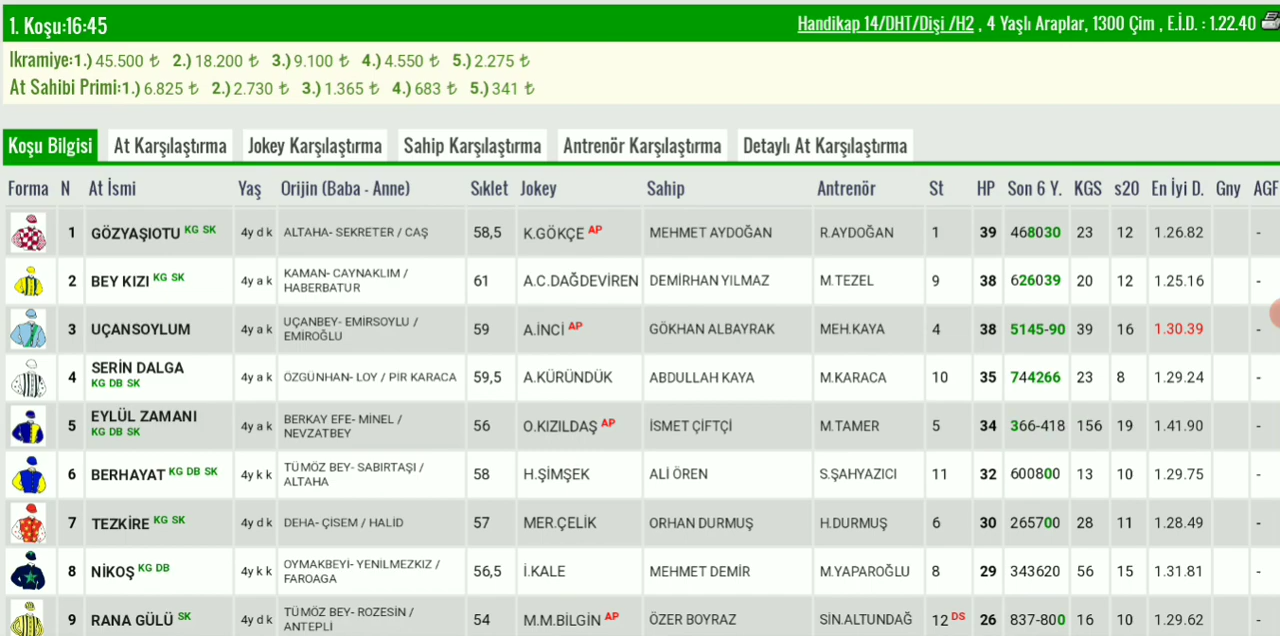 1. Koşu:16:45 Handikap 14/DHT/Dişi /H2 , 4 Yaşlı Araplar, 1300 Çim , E.İ.D. : 1.22.40
İkramiye:1.) 45.500 ₺ 2.) 18.200 ₺ 3.) 9.100 ₺ 4.) 4.550 ₺ 5.) 2.275 ₺
At Sahibi Primi:1.) 6.825 ₺ 2.) 2.730 ₺ 3.) 1.365 ₺ 4.) 683 ₺ 5.) 341 ₺
Koşu Bilgisi At Karşılaştırma Jokey Karşılaştırma Sahip Karşılaştırma Antrenör Karşılaştırma Detaylı At Karşılaştırma
Forma N At İsmi Yaş Orijin (Baba - Anne) Sıklet Jokey Sahip Antrenör St HP Son 6 Y. KGS s20 En İyi D. Gny AGF
1 GÖZYAŞIOTU KG SK 4y d k ALTAHA- SEKRETER / CAŞ 58,5 K.GÖKÇE AP MEHMET AYDOĞAN R.AYDOĞAN 1 39 468030 23 12 1.26.82 -
2 BEY KIZI KG SK 4y a k KAMAN- CAYNAKLIM / HABERBATUR 61 A.C.DAĞDEVİREN DEMİRHAN YILMAZ M.TEZEL 9 38 626039 20 12 1.25.16 -
3 UÇANSOYLUM 4y a k UÇANBEY- EMİRSOYLU / EMİROĞLU 59 A.İNCİ AP GÖKHAN ALBAYRAK MEH.KAYA 4 38 5145-90 39 16 1.30.39 -
4 SERİN DALGA KG DB SK 4y a k ÖZGÜNHAN- LOY / PİR KARACA 59,5 A.KÜRÜNDÜK ABDULLAH KAYA M.KARACA 10 35 744266 23 8 1.29.24 -
5 EYLÜL ZAMANI KG DB SK 4y a k BERKAY EFE- MİNEL / NEVZATBEY 56 O.KIZILDAŞ AP İSMET ÇİFTÇİ M.TAMER 5 34 366-418 156 19 1.41.90 -
6 BERHAYAT KG DB SK 4y k k TÜMÖZ BEY- SABIRTAŞI / ALTAHA 58 H.ŞİMŞEK ALİ ÖREN S.ŞAHYAZICI 11 32 600800 13 10 1.29.75 -
7 TEZKİRE KG SK 4y d k DEHA- ÇİSEM / HALİD 57 MER.ÇELİK ORHAN DURMUŞ H.DURMUŞ 6 30 265700 28 11 1.28.49 -
8 NİKOŞ KG DB 4y k k OYMAKBEYİ- YENİLMEZKIZ / FAROAGA 56,5 İ.KALE MEHMET DEMİR M.YAPAROĞLU 8 29 343620 56 15 1.31.81 -
9 RANA GÜLÜ SK 4y d k TÜMÖZ BEY- ROZESİN / ANTEPLİ 54 M.M.BİLGİN AP ÖZER BOYRAZ SİN.ALTUNDAĞ 12 DS 26 837-800 16 10 1.29.62 -